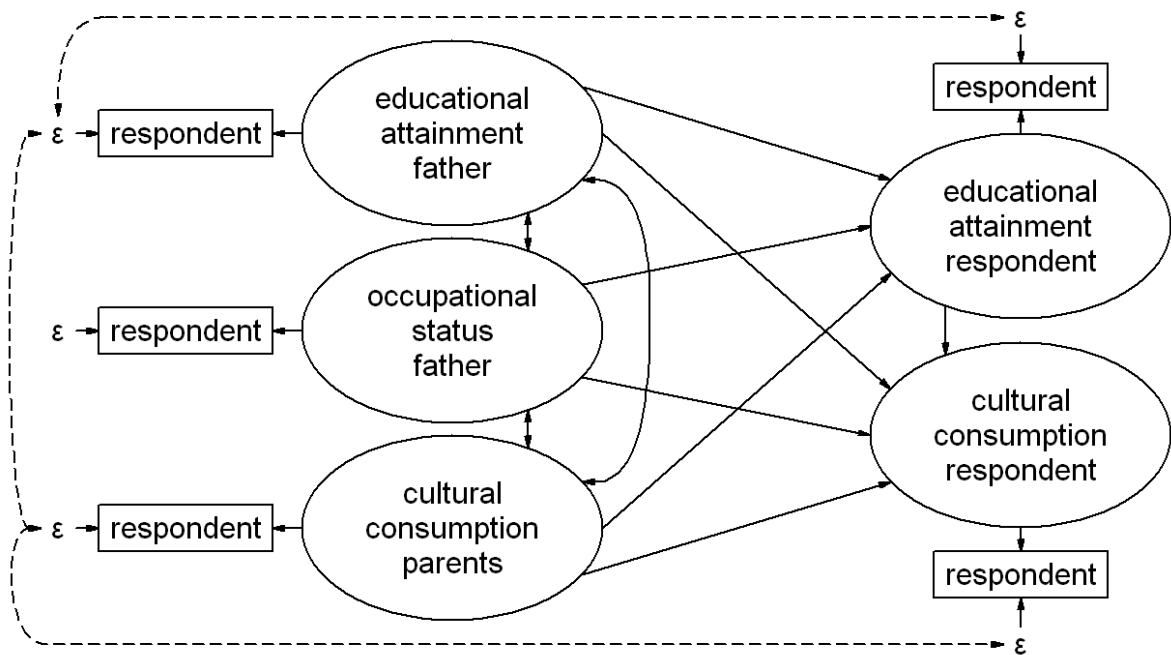 ε
ε
respondent
educational
attainment
father
respondent
educational
attainment
respondent
ε
respondent
occupational
status
father
cultural
consumption
respondent
ε
respondent
cultural
consumption
parents
respondent
ε